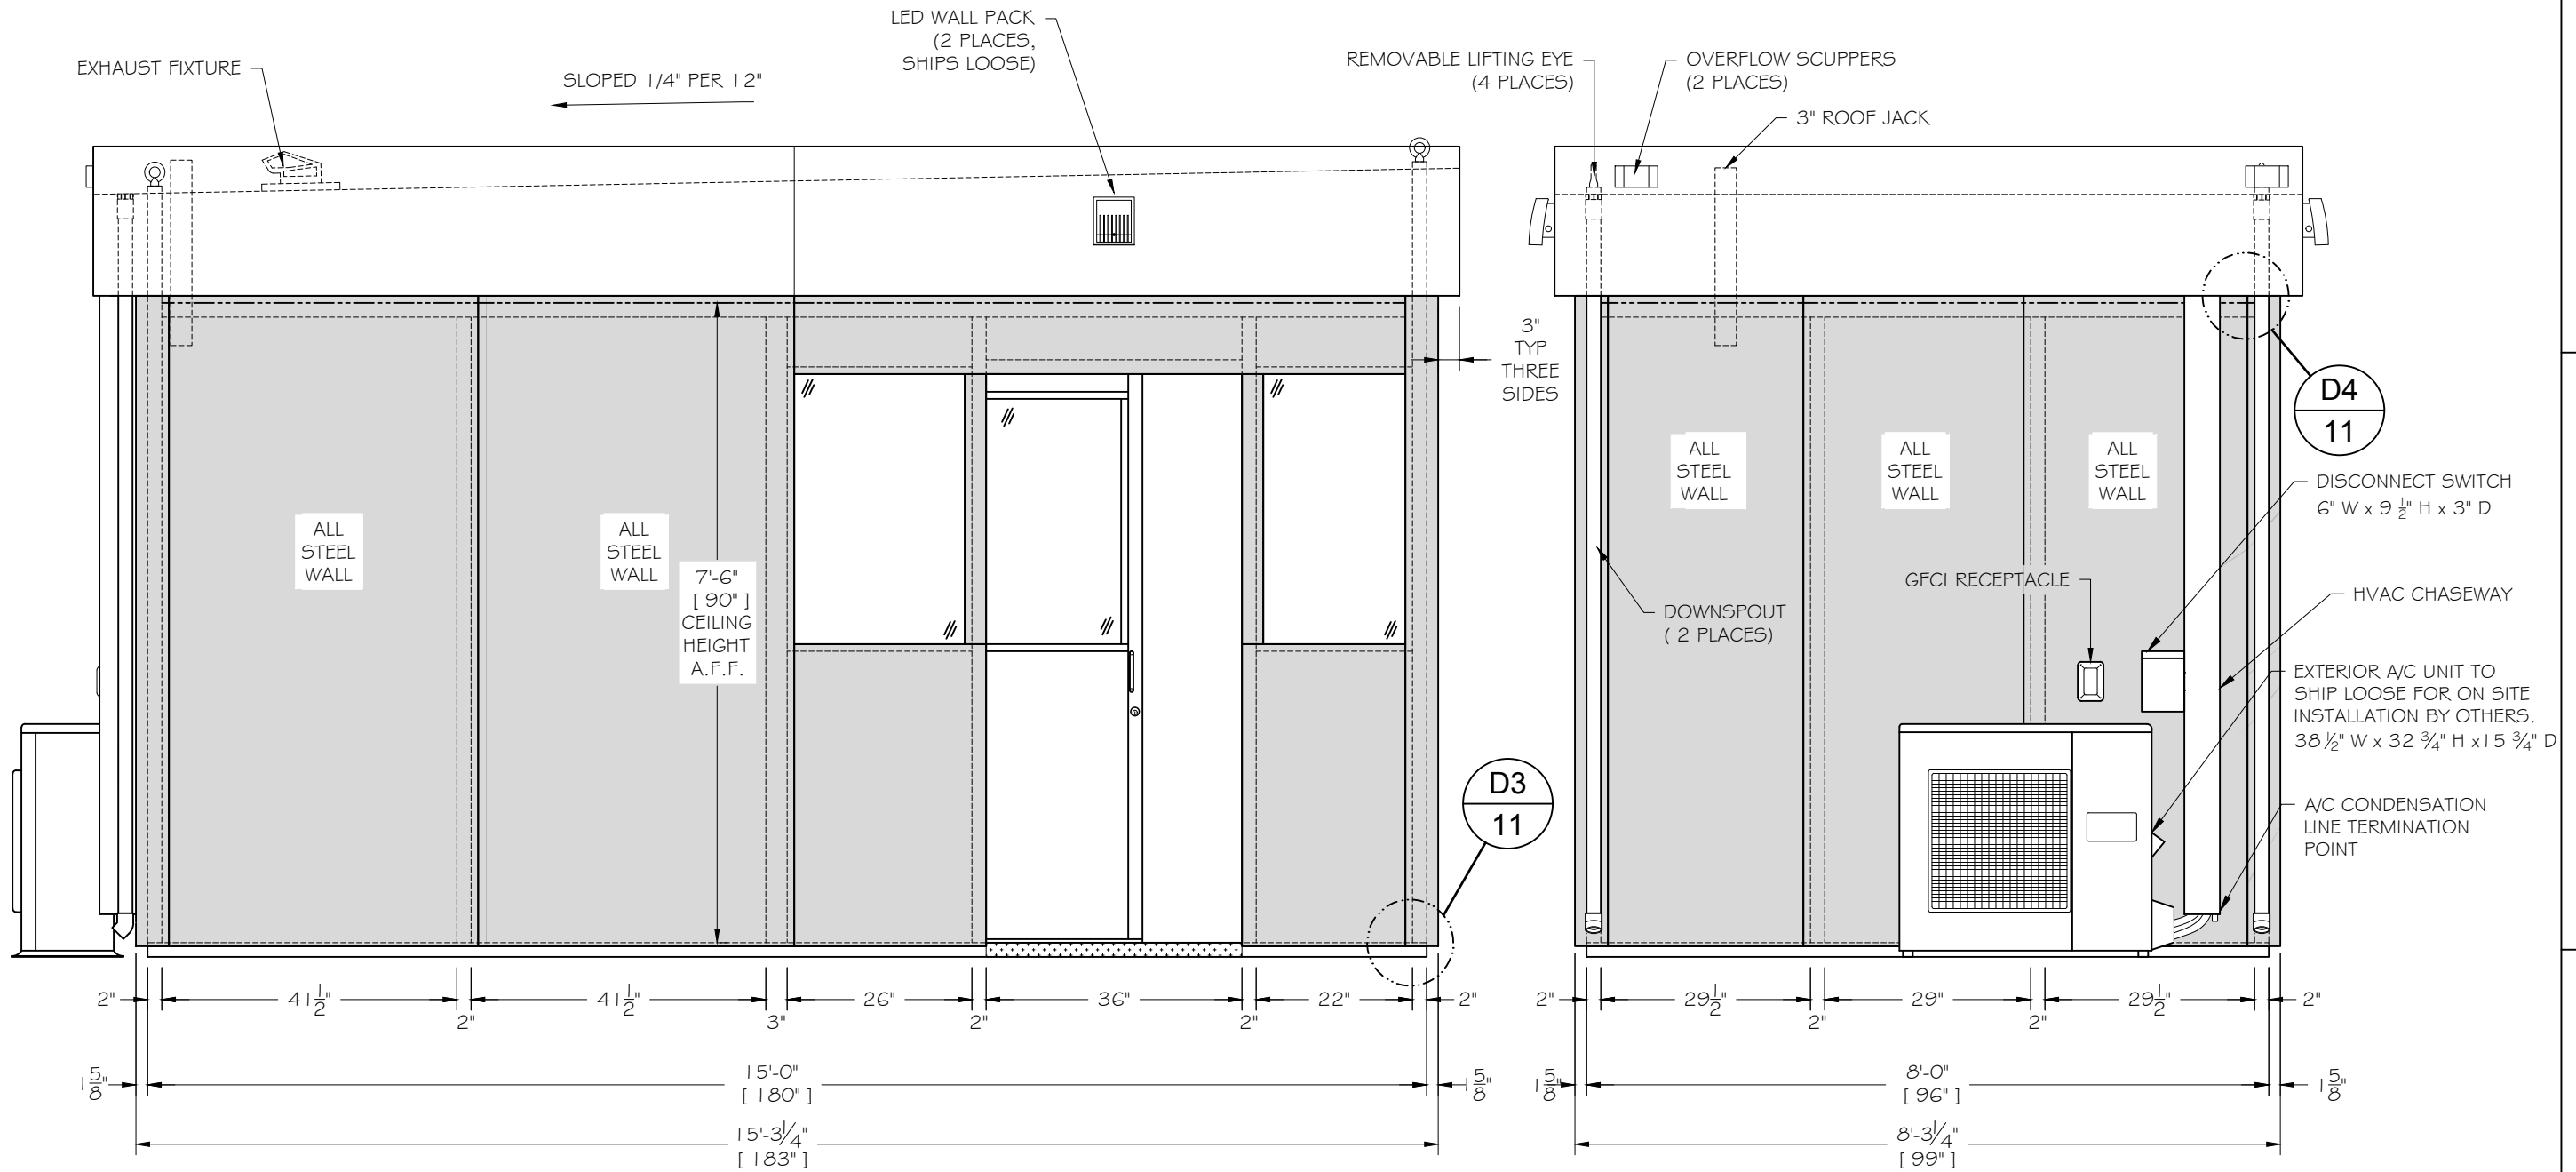 LED WALL PACK
(2 PLACES,
SHIPS LOOSE)
EXHAUST FIXTURE
SLOPED 1/4" PER 12"
REMOVABLE LIFTING EYE
(4 PLACES)
OVERFLOW SCUPPERS
(2 PLACES)
3" ROOF JACK
3"
TYP
THREE
SIDES
D4
11
ALL
STEEL
WALL
ALL
STEEL
WALL
7'-6"
[ 90" ]
CEILING
HEIGHT
A.F.F.
ALL
STEEL
WALL
ALL
STEEL
WALL
ALL
STEEL
WALL
DISCONNECT SWITCH
6" W x 9 1/2" H x 3" D
GFCI RECEPTACLE
HVAC CHASEWAY
DOWNSPOUT
( 2 PLACES)
EXTERIOR A/C UNIT TO
SHIP LOOSE FOR ON SITE
INSTALLATION BY OTHERS.
38 1/2" W x 32 3/4" H x15 3/4" D
D3
11
A/C CONDENSATION
LINE TERMINATION
POINT
2" 41 1/2" 41 1/2" 26" 36" 22" 2"
2" 3" 2" 2"
2" 29 1/2" 29" 29 1/2" 2"
2" 2"
1 5/8" 15'-0" 1 5/8"
[ 180" ]
1 5/8" 8'-0" 1 5/8"
[ 96" ]
15'-3 1/4"
[ 183" ]
8'-3 1/4"
[ 99" ]